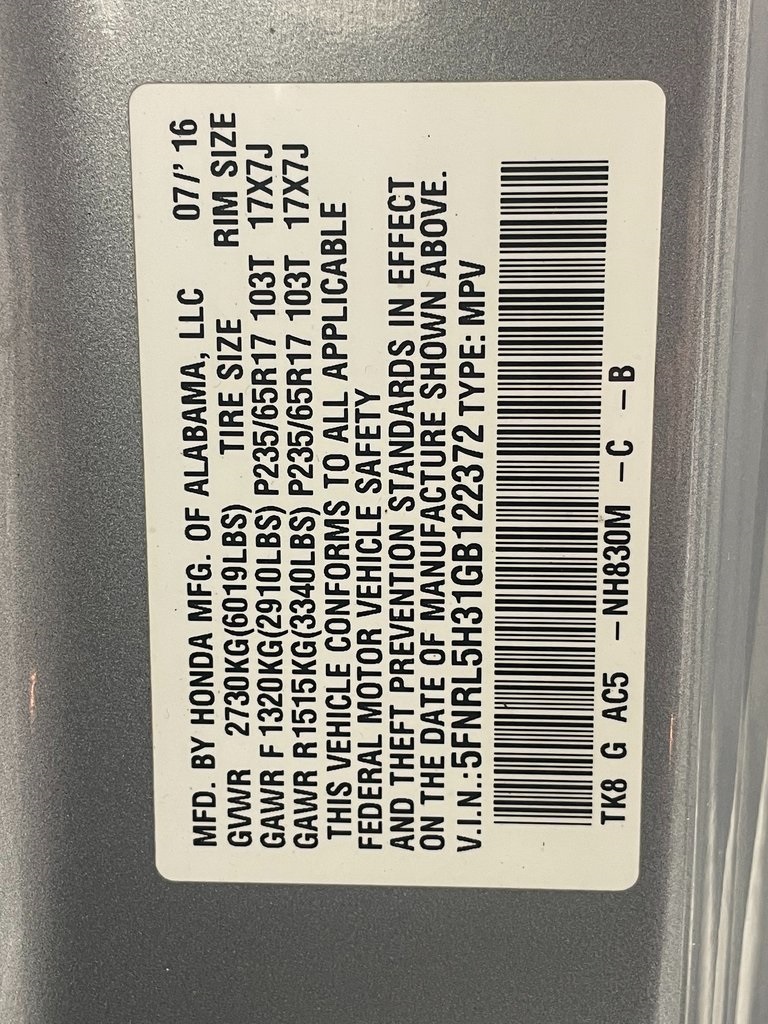 MFD. BY HONDA MFG. OF ALABAMA, LLC 07/' 16
GVWR 2730KG(6019LBS) TIRE SIZE RIM SIZE
GAWR F 1320KG(2910LBS) P235/65R17 103T 17X7J
GAWR R1515KG(3340LBS) P235/65R17 103T 17X7J
THIS VEHICLE CONFORMS TO ALL APPLICABLE
FEDERAL MOTOR VEHICLE SAFETY
AND THEFT PREVENTION STANDARDS IN EFFECT
ON THE DATE OF MANUFACTURE SHOWN ABOVE.
V.I.N.:5FNRL5H31GB122372 TYPE: MPV
TK8 G AC5 -NH830M -C -B